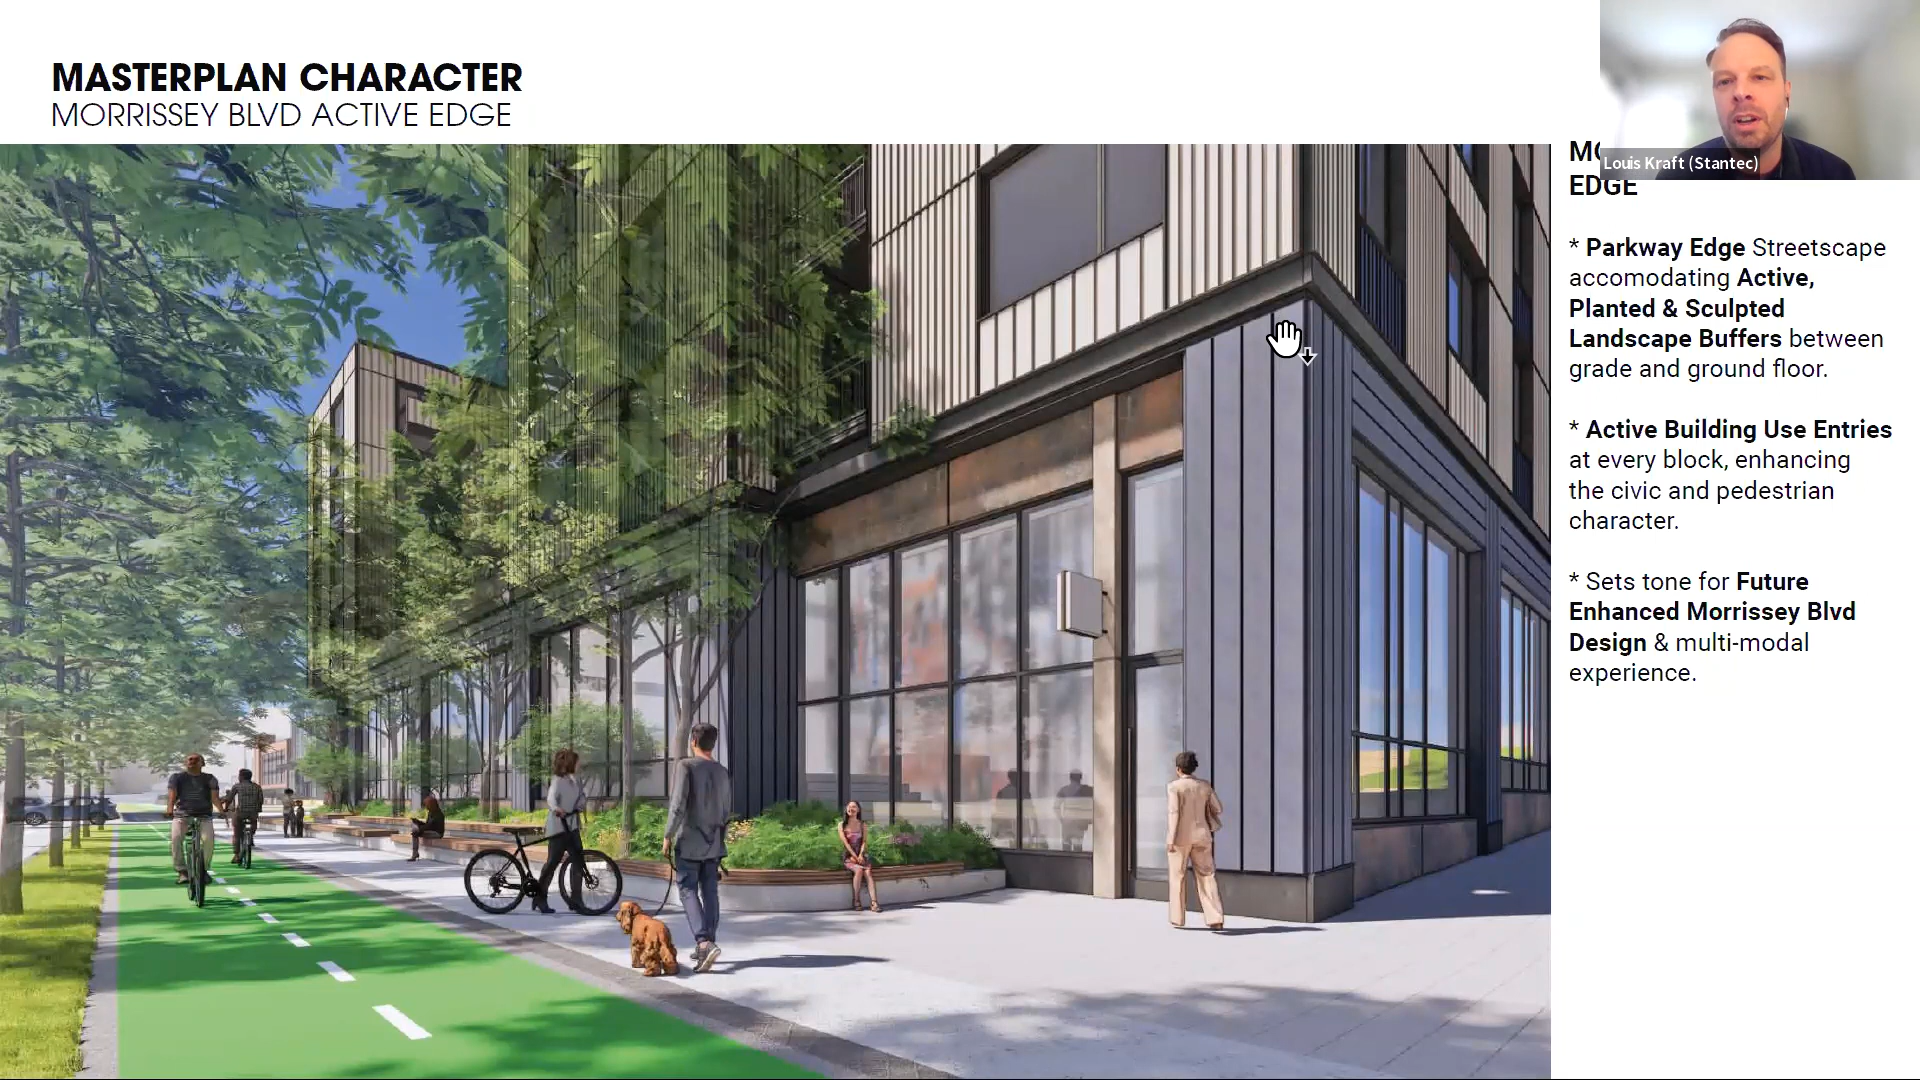 MASTERPLAN CHARACTER
MORRISSEY BLVD ACTIVE EDGE
Louis Kraft (Stantec)
EDGE
* Parkway Edge Streetscape
accomodating Active,
Planted & Sculpted
Landscape Buffers between
grade and ground floor.
* Active Building Use Entries
at every block, enhancing
the civic and pedestrian
character.
* Sets tone for Future
Enhanced Morrissey Blvd
Design & multi-modal
experience.